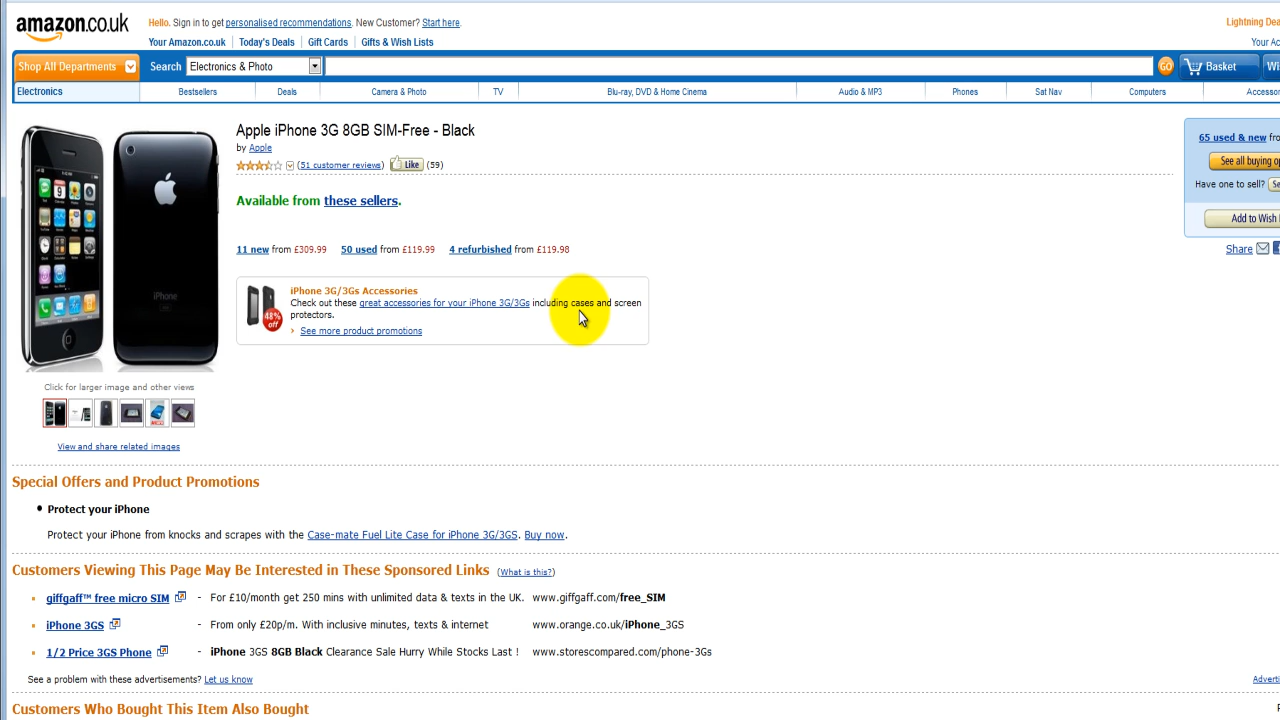 amazon.co.uk
Hello. Sign in to get personalised recommendations. New Customer? Start here.
Lightning
Your Amazon.co.uk Today's Deals Gift Cards Gifts & Wish Lists
Your
Shop All Departments Search Electronics & Photo GO Basket
Electronics Bestsellers Deals Camera & Photo TV Blu-ray, DVD & Home Cinema Audio & MP3 Phones Sat Nav Computers
Apple iPhone 3G 8GB SIM-Free - Black
by Apple
(51 customer reviews) Like (59)
Available from these sellers.
11 new from £309.99 50 used from £119.99 4 refurbished from £119.98
65 used & new
See all buying
Have one to sell?
Add to Wish
Share
iPhone 3G/3Gs Accessories
Check out these great accessories for your iPhone 3G/3Gs including cases and screen
protectors.
48% off
› See more product promotions
iPhone
Click for larger image and other views
View and share related images
Special Offers and Product Promotions
• Protect your iPhone
Protect your iPhone from knocks and scrapes with the Case-mate Fuel Lite Case for iPhone 3G/3GS. Buy now.
Customers Viewing This Page May Be Interested in These Sponsored Links (What is this?)
giffgaff™ free micro SIM - For £10/month get 250 mins with unlimited data & texts in the UK. www.giffgaff.com/free_SIM
iPhone 3GS - From only £20p/m. With inclusive minutes, texts & internet www.orange.co.uk/iPhone_3GS
1/2 Price 3GS Phone - iPhone 3GS 8GB Black Clearance Sale Hurry While Stocks Last ! www.storescompared.com/phone-3Gs
See a problem with these advertisements? Let us know
Customers Who Bought This Item Also Bought